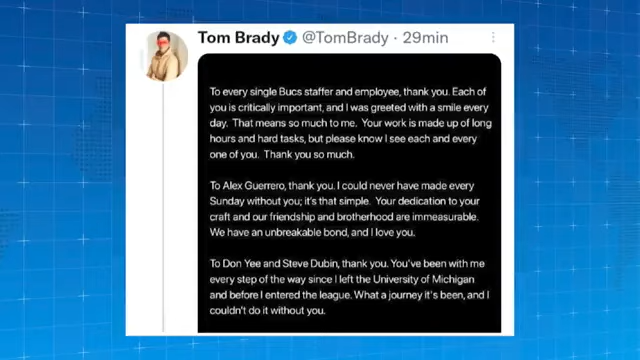 Tom Brady @TomBrady · 29min
To every single Bucs staffer and employee, thank you. Each of
you is critically important, and I was greeted with a smile every
day. That means so much to me. Your work is made up of long
hours and hard tasks, but please know I see each and every
one of you. Thank you so much.
To Alex Guerrero, thank you. I could never have made every
Sunday without you; it's that simple. Your dedication to your
craft and our friendship and brotherhood are immeasurable.
We have an unbreakable bond, and I love you.
To Don Yee and Steve Dubin, thank you. You've been with me
every step of the way since I left the University of Michigan
and before I entered the league. What a journey it's been, and I
couldn't do it without you.